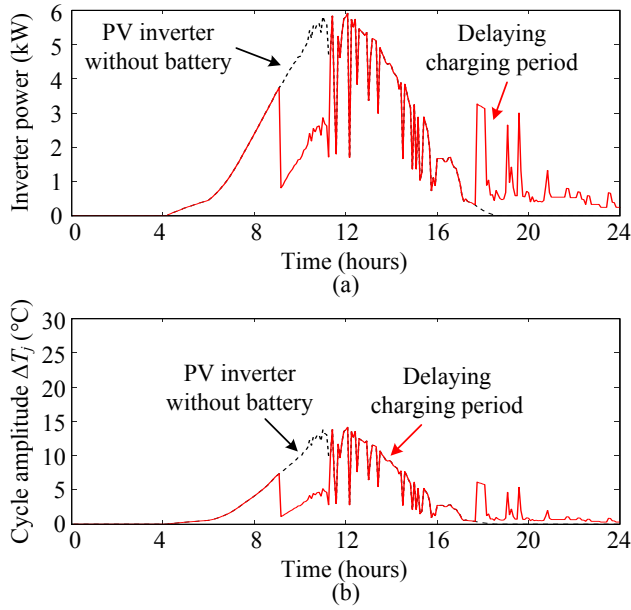 6
5
4
3
2
1
0
Inverter power (kW)
PV inverter
without battery
Delaying
charging period
0
4
8
12
16
20
24
Time (hours)
(a)
30
25
20
15
10
5
0
Cycle amplitude ΔTj (°C)
PV inverter
without battery
Delaying
charging period
0
4
8
12
16
20
24
Time (hours)
(b)